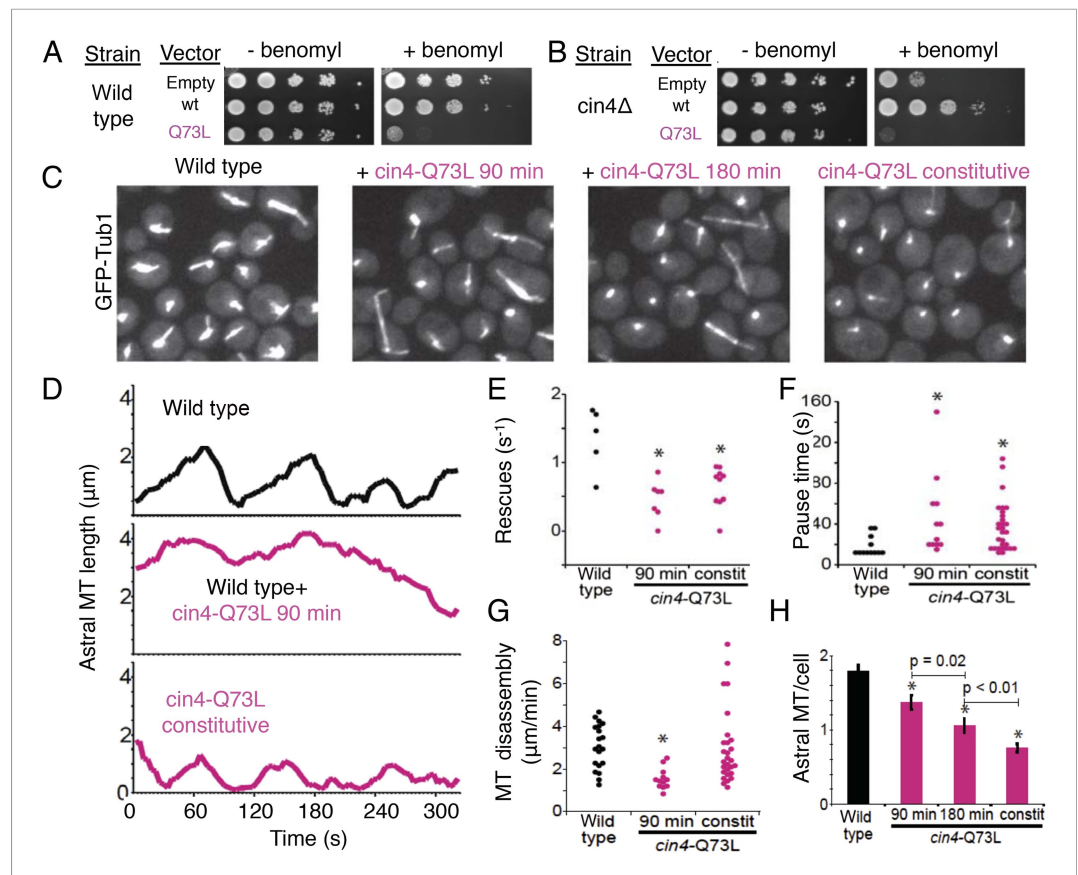 A
Strain Vector - benomyl + benomyl
Wild type
Empty
wt
Q73L
B
Strain Vector - benomyl + benomyl
cin4Δ
Empty
wt
Q73L
C
Wild type
+ cin4-Q73L 90 min
+ cin4-Q73L 180 min
cin4-Q73L constitutive
GFP-Tub1
D
Astral MT length (µm)
4
2
0
Wild type
4
2
Wild type+
cin4-Q73L 90 min
4
2
0
cin4-Q73L
constitutive
0 60 120 180 240 300
Time (s)
E
Rescues (s-1)
2
1
0
Wild
type
90 min constit
cin4-Q73L
F
Pause time (s)
160
20
80
40
0
Wild
type
90 min constit
cin4-Q73L
G
MT disassembly
(µm/min)
8
6
4
2
0
Wild
type
90 min constit
cin4-Q73L
H
Astral MT/cell
2
1
0
p = 0.02
p < 0.01
Wild
type
90 min 180 min constit
cin4-Q73L